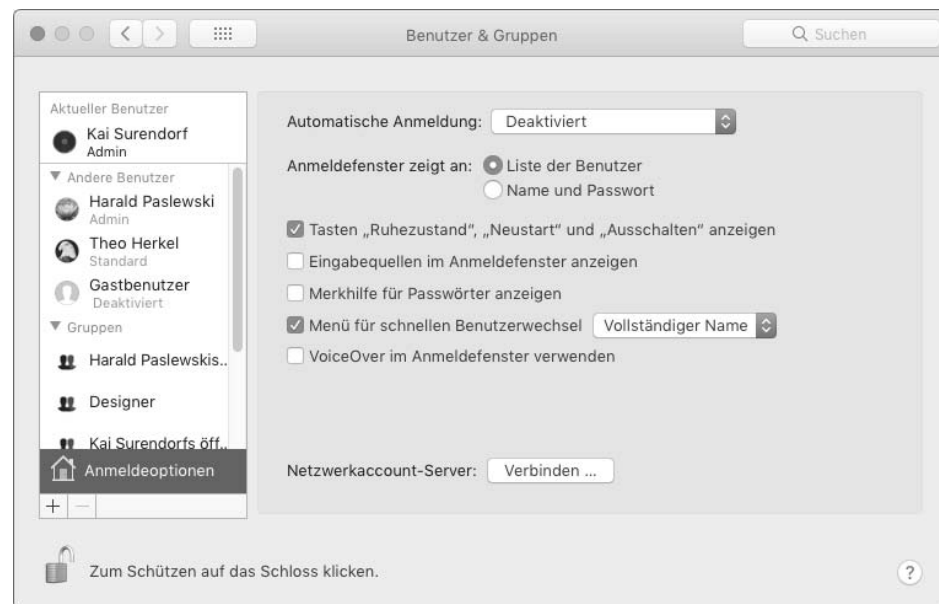 Benutzer & Gruppen
Suchen
Aktueller Benutzer
Kai Surendorf
Admin
Andere Benutzer
Harald Paslewski
Admin
Theo Herkel
Standard
Gastbenutzer
Deaktiviert
Gruppen
Harald Paslewskis..
Designer
Kai Surendorfs öff..
Anmeldeoptionen
Automatische Anmeldung: Deaktiviert
Anmeldefenster zeigt an: Liste der Benutzer
Name und Passwort
Tasten „Ruhezustand“, „Neustart“ und „Ausschalten“ anzeigen
Eingabequellen im Anmeldefenster anzeigen
Merkhilfe für Passwörter anzeigen
Menü für schnellen Benutzerwechsel Vollständiger Name
VoiceOver im Anmeldefenster verwenden
Netzwerkaccount-Server: Verbinden ...
Zum Schützen auf das Schloss klicken.
?